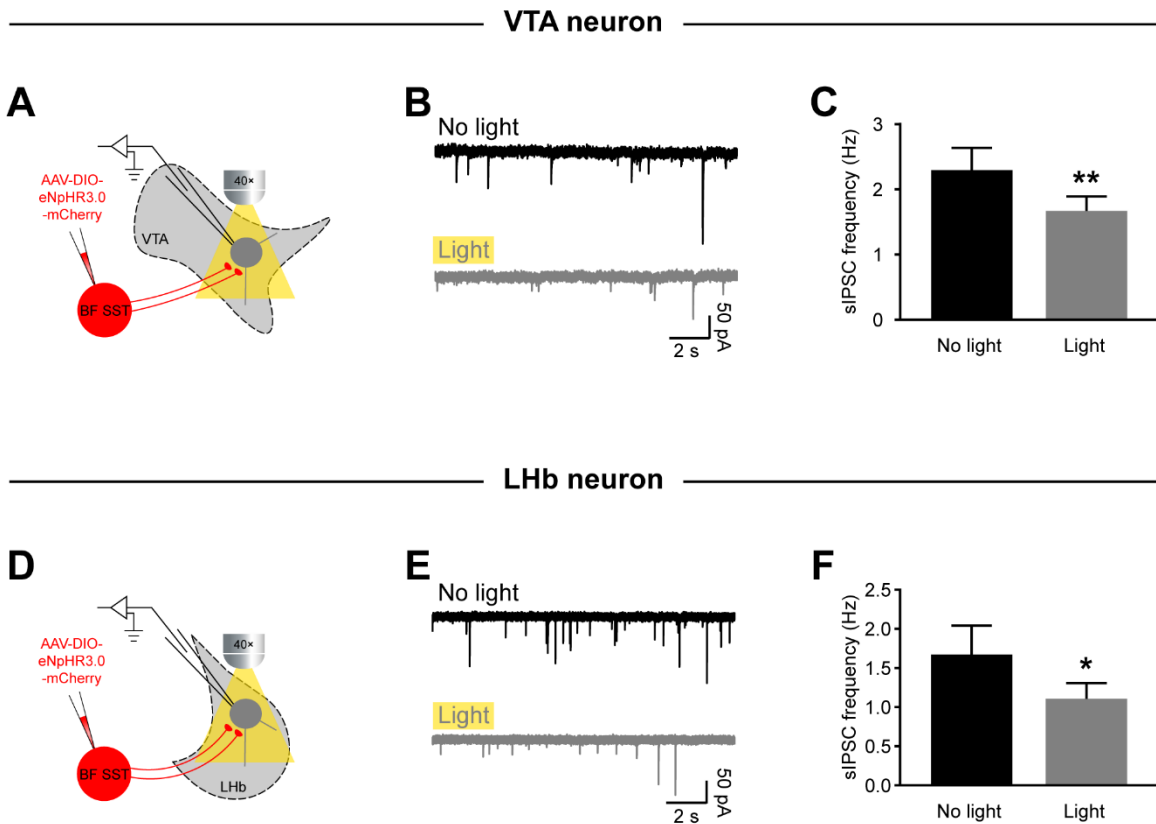 VTA neuron
A
AAV-DIO-
eNpHR3.0
-mCherry
40×
VTA
BF SST
B
No light
Light
50 pA
2 s
C
sIPSC frequency (Hz)
3
2
1
0
**
No light
Light
LHb neuron
D
AAV-DIO-
eNpHR3.0
-mCherry
40×
BF SST
LHb
E
No light
Light
50 pA
2 s
F
sIPSC frequency (Hz)
2.5
2.0
1.5
1.0
0.5
0.0
*
No light
Light